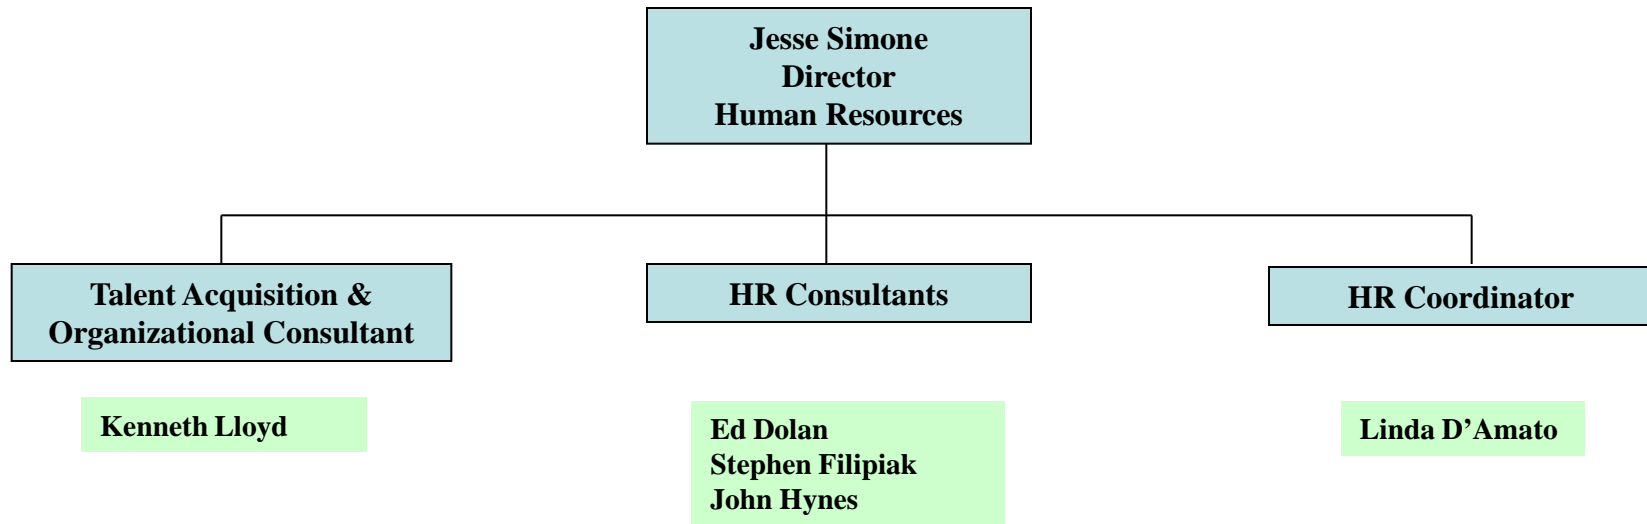 Jesse Simone
Director
Human Resources
Talent Acquisition &
Organizational Consultant
HR Consultants
HR Coordinator
Kenneth Lloyd
Ed Dolan
Stephen Filipiak
John Hynes
Linda D’Amato